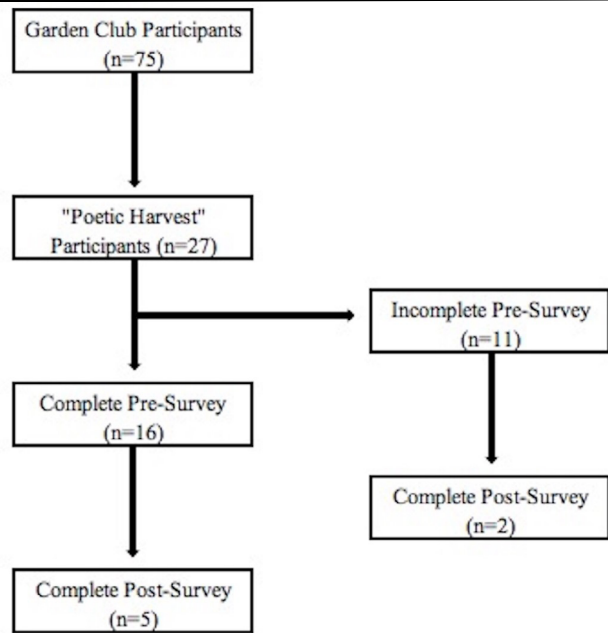 Garden Club Participants
(n=75)
"Poetic Harvest"
Participants (n=27)
Incomplete Pre-Survey
(n=11)
Complete Pre-Survey
(n=16)
Complete Post-Survey
(n=2)
Complete Post-Survey
(n=5)